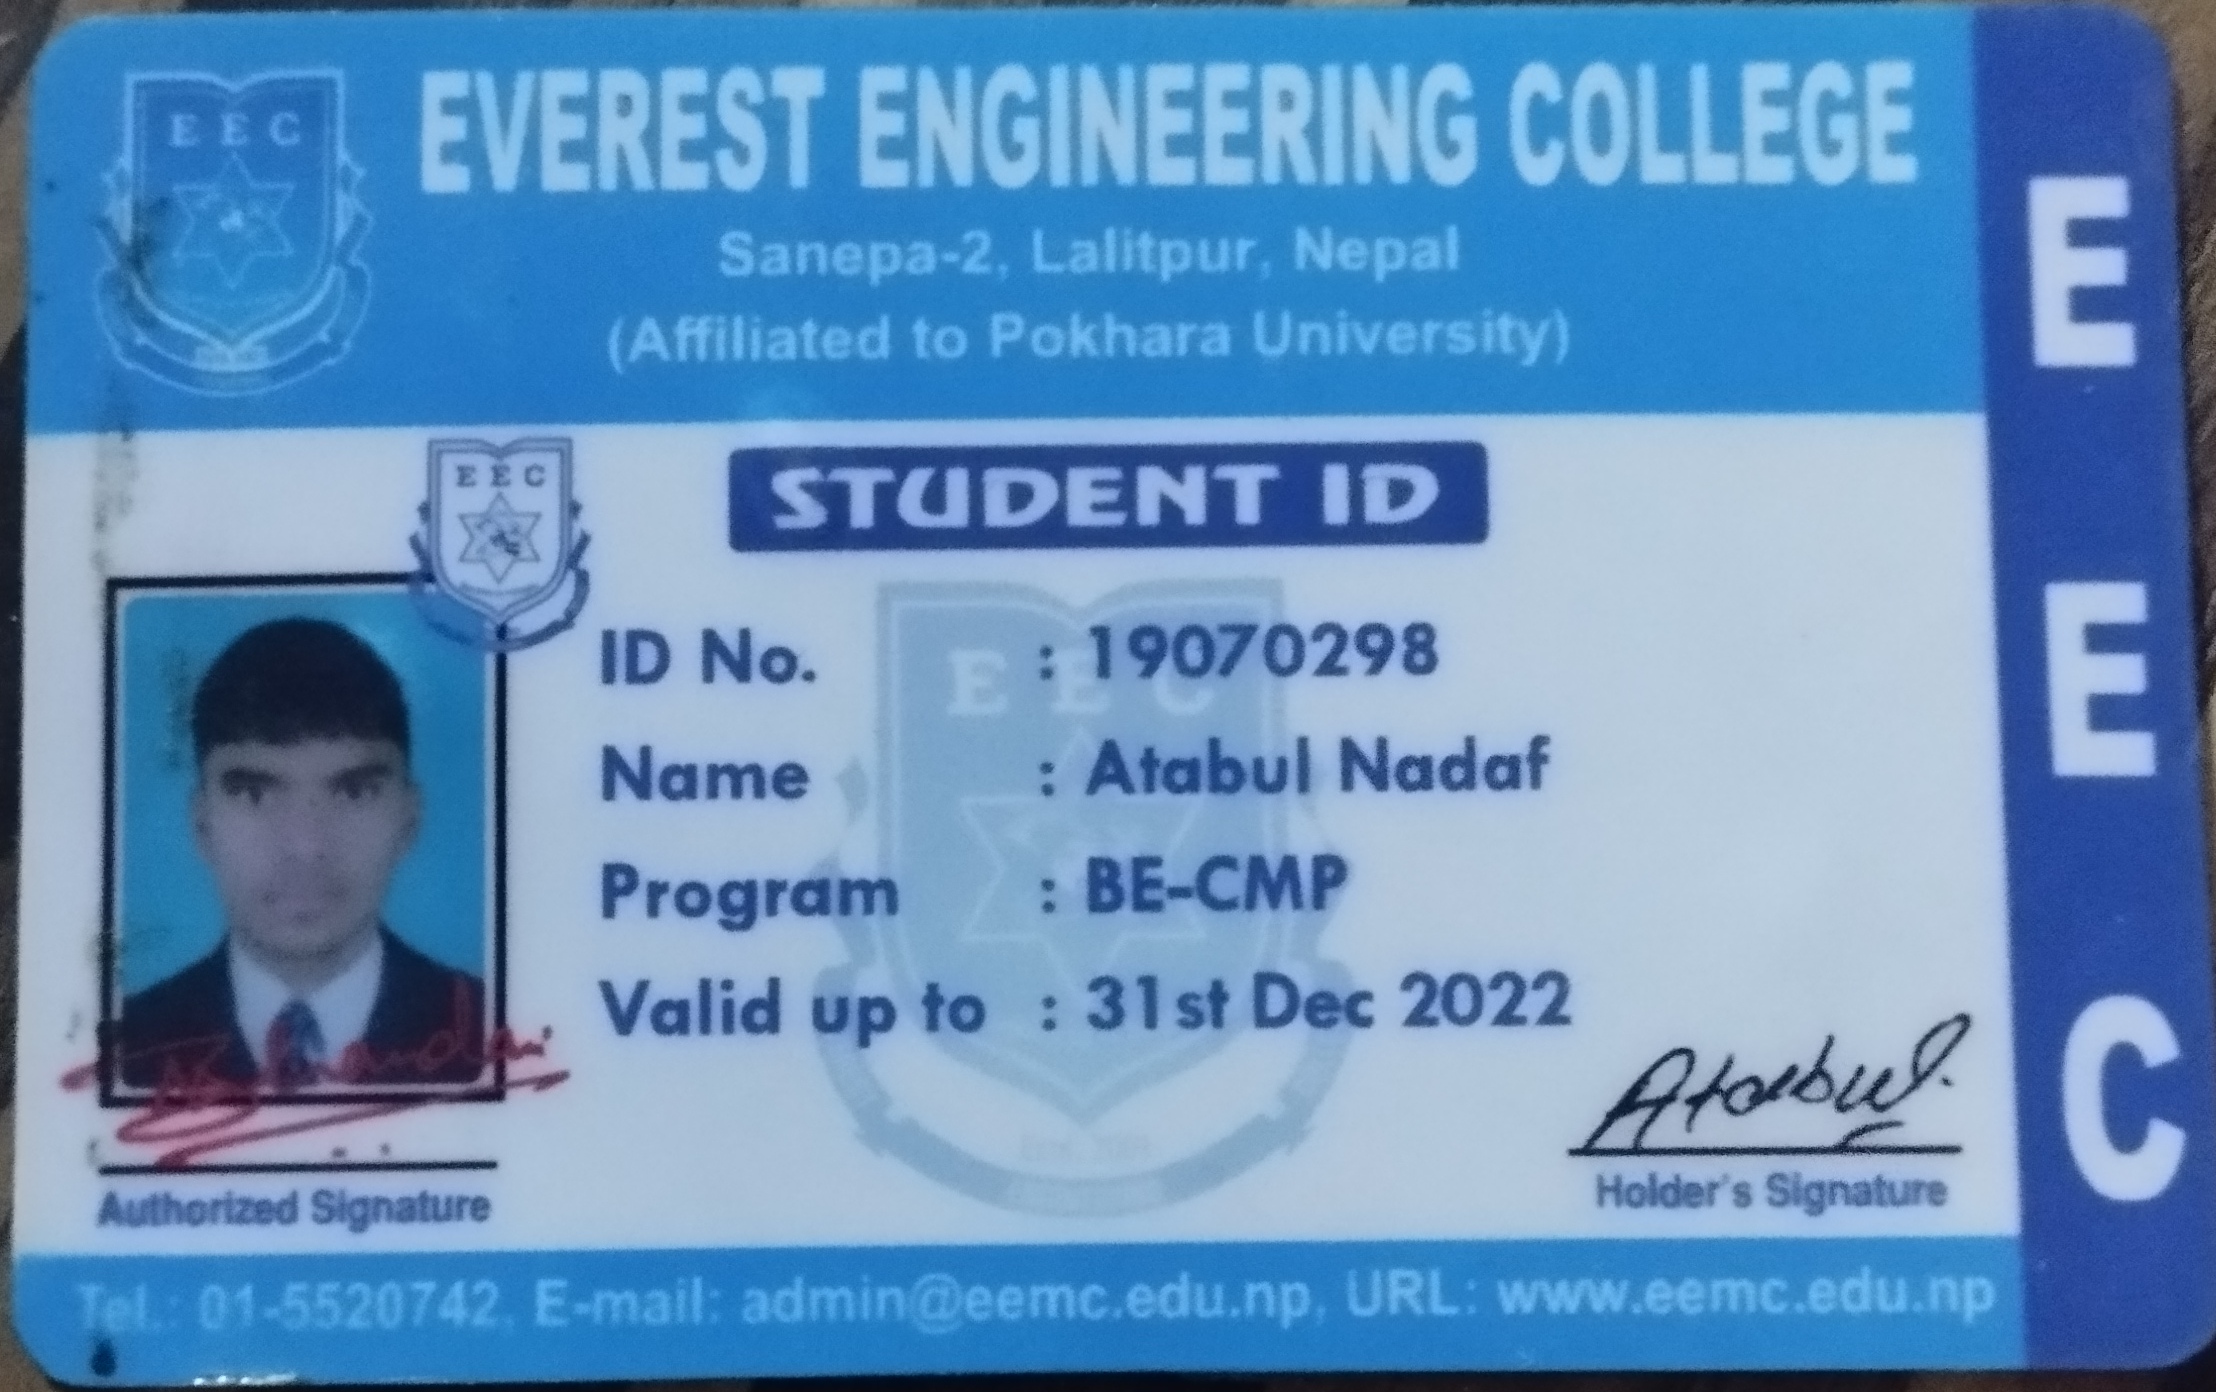 EEC
EVEREST ENGINEERING COLLEGE
Sanepa-2, Lalitpur, Nepal
(Affiliated to Pokhara University)
EEC
STUDENT ID
EEC
ID No. : 19070298
Name : Atabul Nadaf
Program : BE-CMP
Valid up to : 31st Dec 2022
Atabul.
Authorized Signature
Holder's Signature
Tel.: 01-5520742, E-mail: admin@eemc.edu.np, URL: www.eemc.edu.np
E
E
C